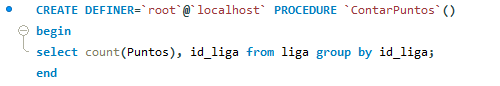 CREATE DEFINER=`root`@`localhost` PROCEDURE `ContarPuntos`()
begin
select count(Puntos), id_liga from liga group by id_liga;
end